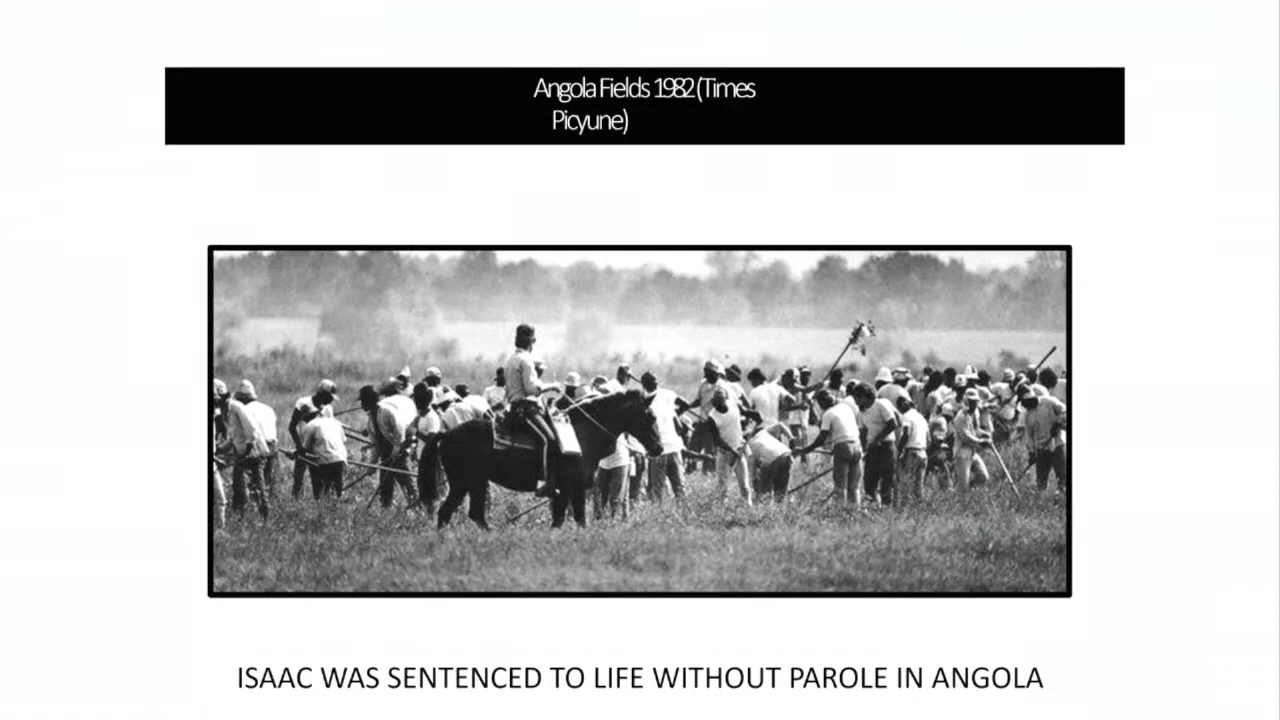 Angola Fields 1982 (Times
Picyune)
ISAAC WAS SENTENCED TO LIFE WITHOUT PAROLE IN ANGOLA